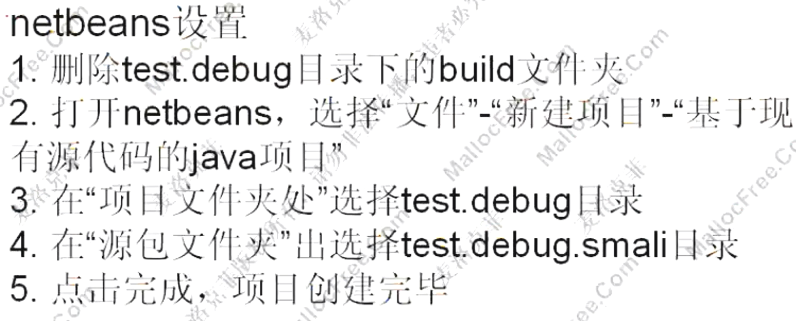 netbeans设置
1. 删除test.debug目录下的build文件夹
2. 打开netbeans，选择“文件”-“新建项目”-“基于现
有源代码的java项目”
3. 在“项目文件夹处”选择test.debug目录
4. 在“源包文件夹”出选择test.debug.smali目录
5. 点击完成，项目创建完毕